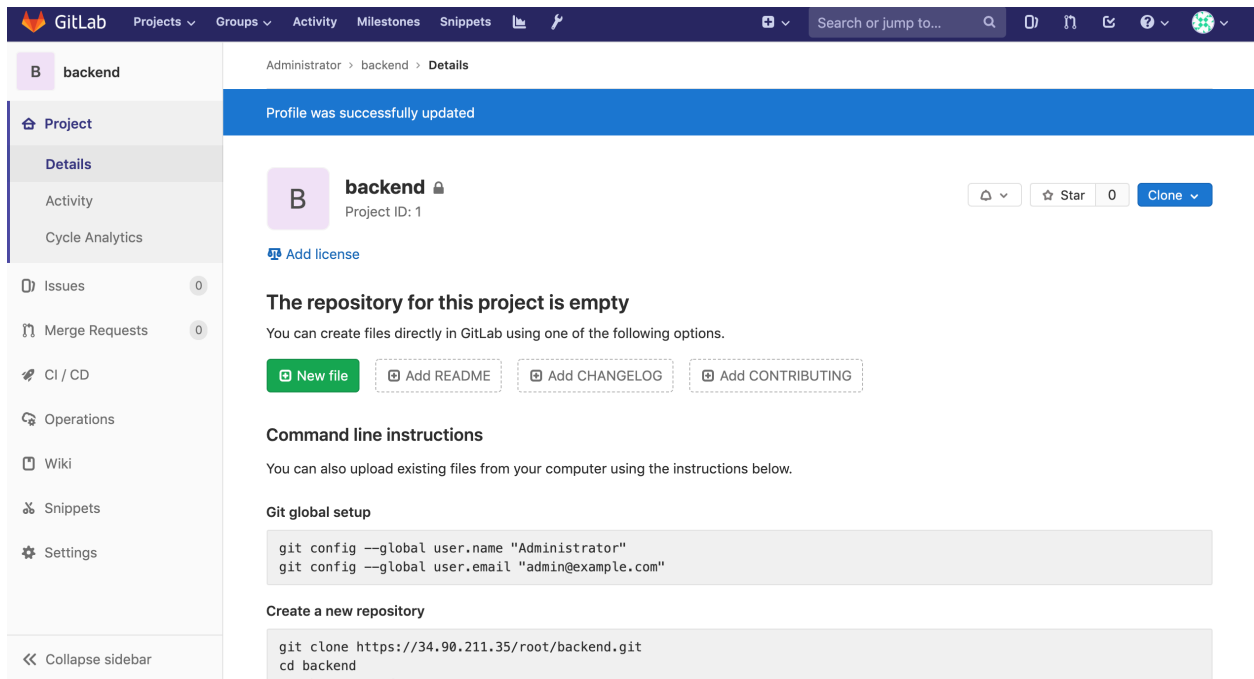 GitLab Projects Groups Activity Milestones Snippets Search or jump to...
B backend
Administrator > backend > Details
Profile was successfully updated
Project
Details
Activity
Cycle Analytics
Issues 0
Merge Requests 0
CI / CD
Operations
Wiki
Snippets
Settings
Collapse sidebar
B
backend
Project ID: 1
Star 0 Clone
Add license
The repository for this project is empty
You can create files directly in GitLab using one of the following options.
New file Add README Add CHANGELOG Add CONTRIBUTING
Command line instructions
You can also upload existing files from your computer using the instructions below.
Git global setup
git config --global user.name "Administrator"
git config --global user.email "admin@example.com"
Create a new repository
git clone https://34.90.211.35/root/backend.git
cd backend